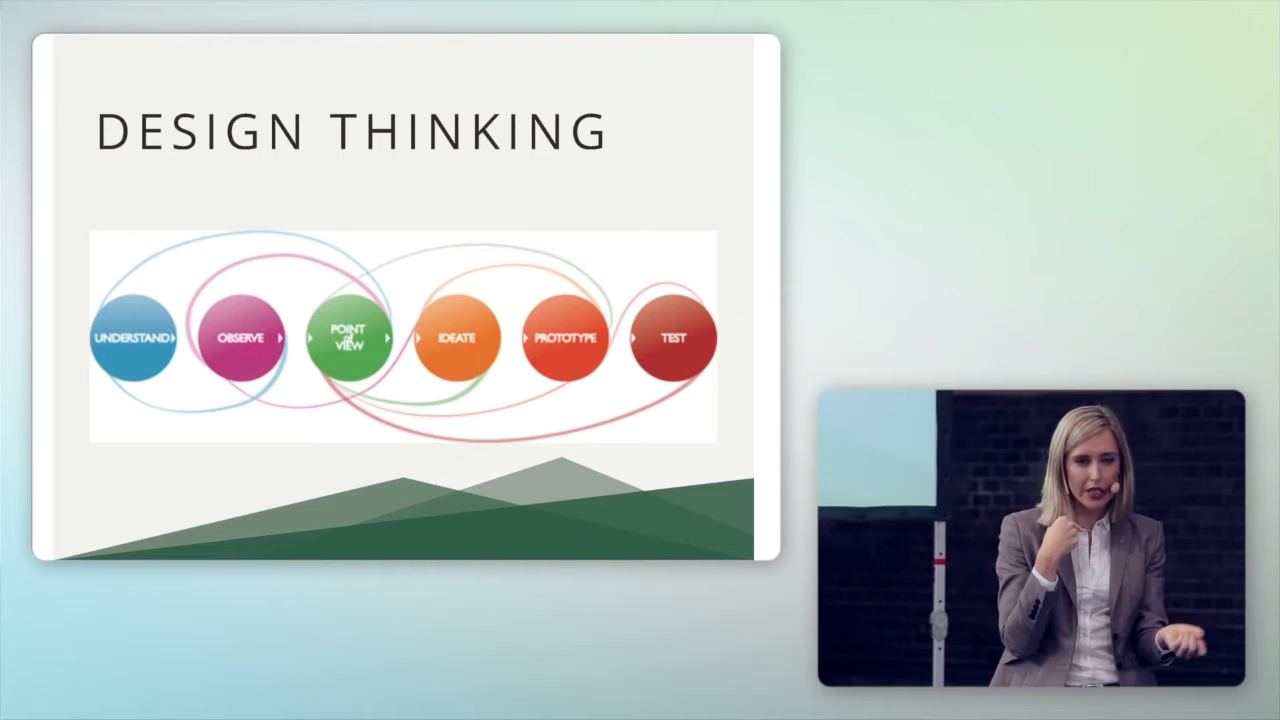 DESIGN THINKING
UNDERSTAND
OBSERVE
POINT
of
VIEW
IDEATE
PROTOTYPE
TEST